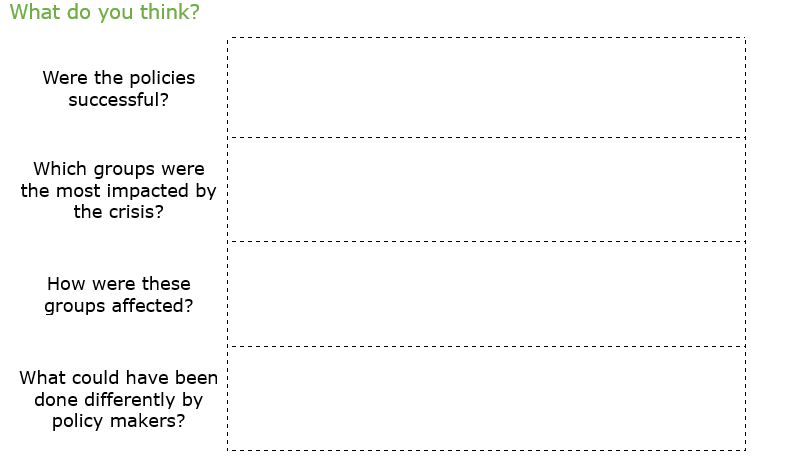 What do you think?
Were the policies
successful?
Which groups were
the most impacted by
the crisis?
How were these
groups affected?
What could have been
done differently by
policy makers?